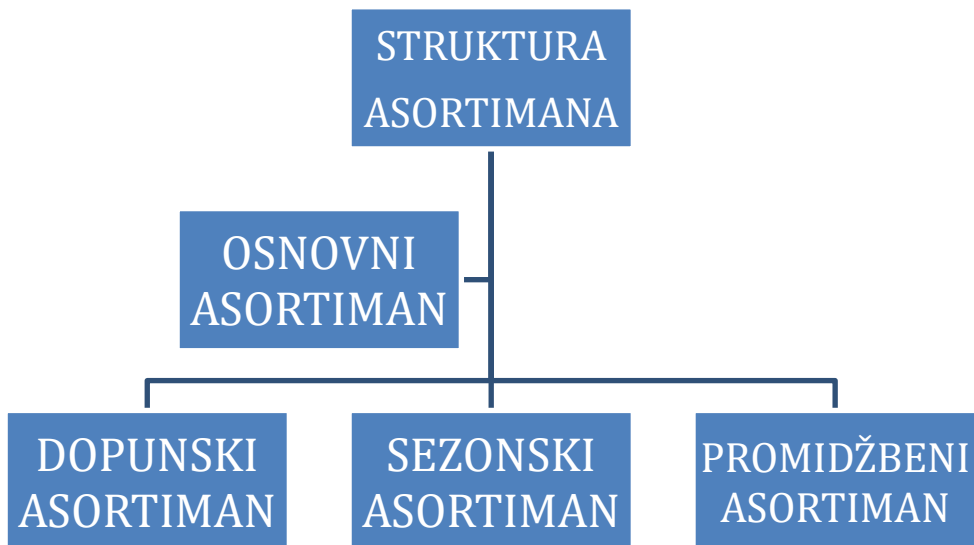 STRUKTURA
ASORTIMANA
OSNOVNI
ASORTIMAN
DOPUNSKI
ASORTIMAN
SEZONSKI
ASORTIMAN
PROMIDŽBENI
ASORTIMAN